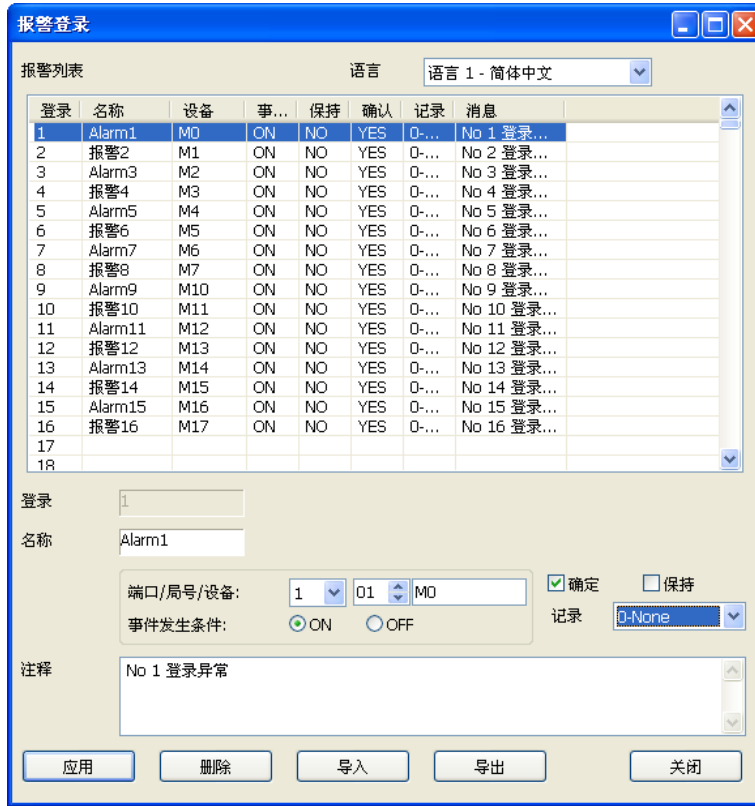 报警登录
报警列表 语言 语言 1 - 简体中文
登录 名称 设备 事... 保持 确认 记录 消息
1 Alarm1 M0 ON NO YES 0-... No 1 登录...
2 报警2 M1 ON NO YES 0-... No 2 登录...
3 Alarm3 M2 ON NO YES 0-... No 3 登录...
4 报警4 M3 ON NO YES 0-... No 4 登录...
5 Alarm5 M4 ON NO YES 0-... No 5 登录...
6 报警6 M5 ON NO YES 0-... No 6 登录...
7 Alarm7 M6 ON NO YES 0-... No 7 登录...
8 报警8 M7 ON NO YES 0-... No 8 登录...
9 Alarm9 M10 ON NO YES 0-... No 9 登录...
10 报警10 M11 ON NO YES 0-... No 10 登录...
11 Alarm11 M12 ON NO YES 0-... No 11 登录...
12 报警12 M13 ON NO YES 0-... No 12 登录...
13 Alarm13 M14 ON NO YES 0-... No 13 登录...
14 报警14 M15 ON NO YES 0-... No 14 登录...
15 Alarm15 M16 ON NO YES 0-... No 15 登录...
16 报警16 M17 ON NO YES 0-... No 16 登录...
17
18
登录 1
名称 Alarm1
端口/局号/设备: 1 01 M0 确定 保持
事件发生条件: ON OFF 记录 0-None
注释 No 1 登录异常
应用 删除 导入 导出 关闭